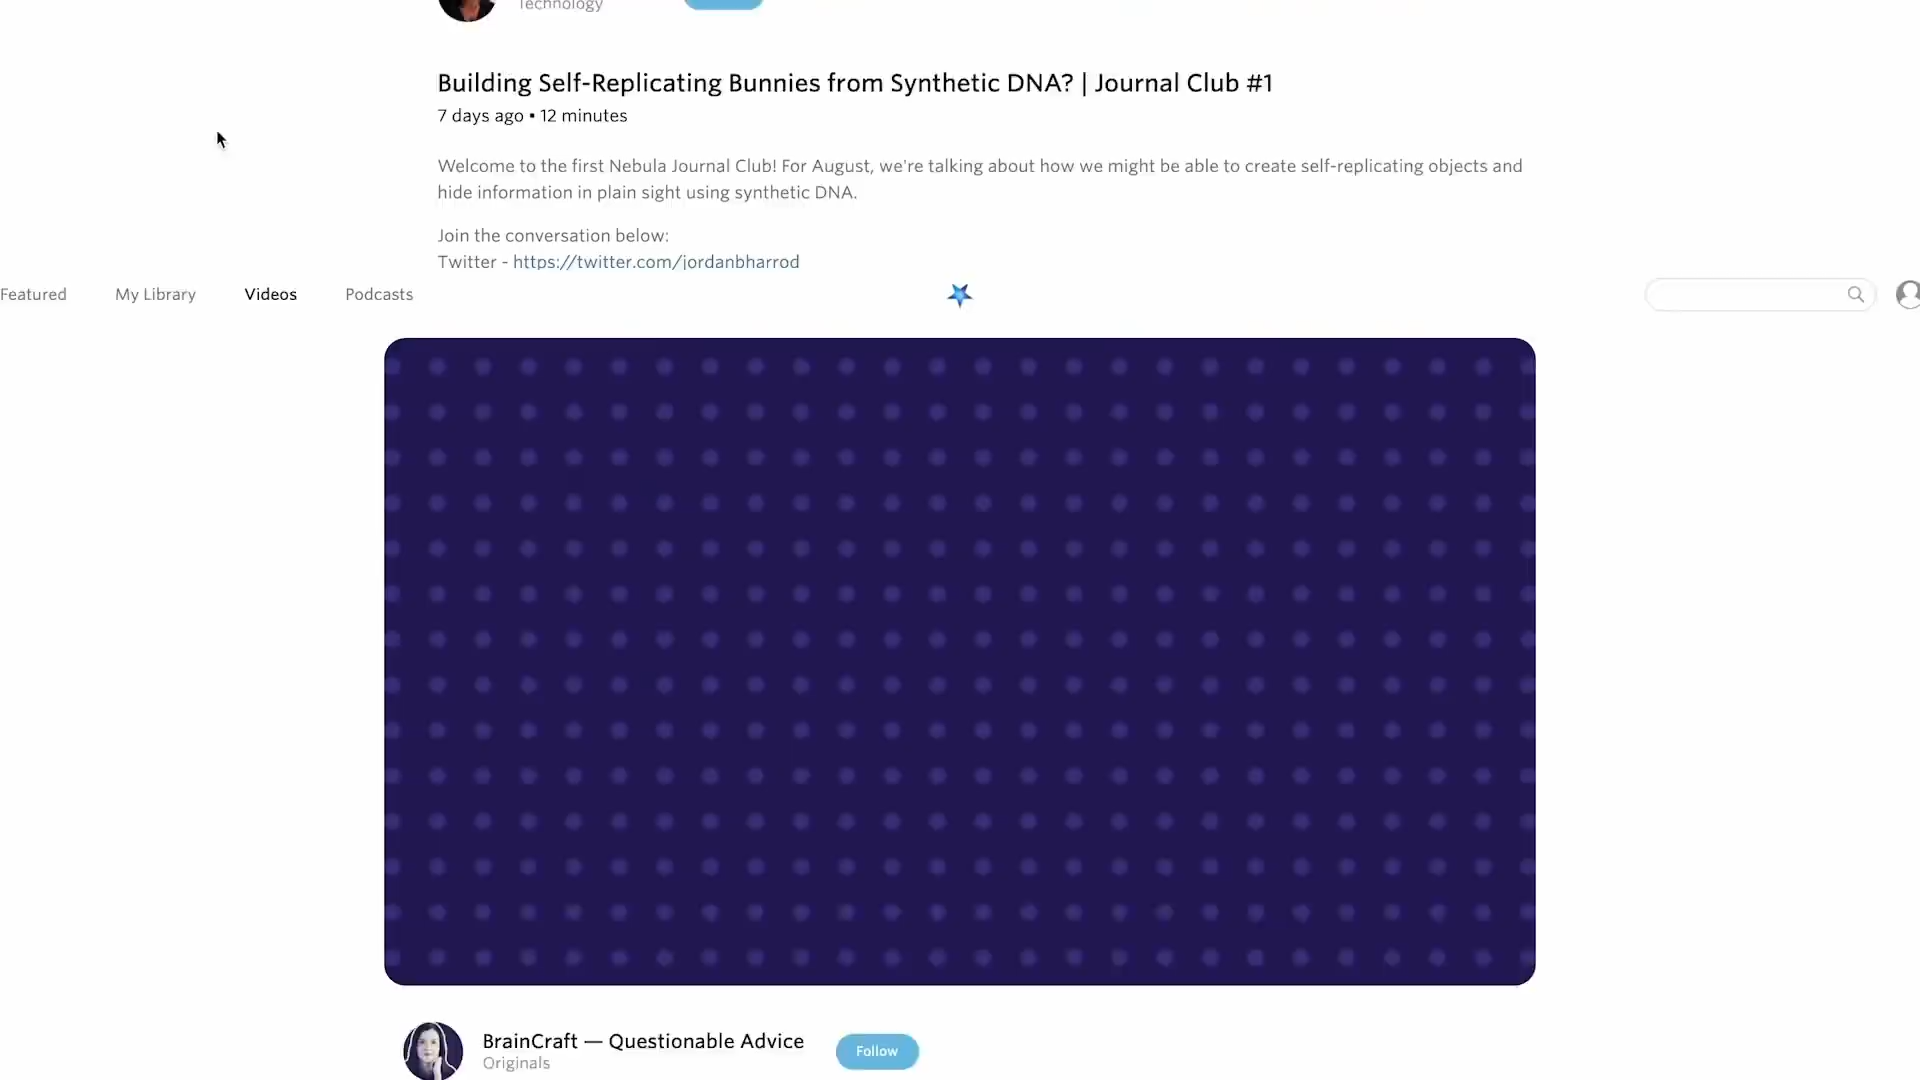 Technology
Building Self-Replicating Bunnies from Synthetic DNA? | Journal Club #1
7 days ago • 12 minutes
Welcome to the first Nebula Journal Club! For August, we're talking about how we might be able to create self-replicating objects and
hide information in plain sight using synthetic DNA.
Join the conversation below:
Twitter - https://twitter.com/jordanbharrod
Featured My Library Videos Podcasts
BrainCraft — Questionable Advice
Originals
Follow